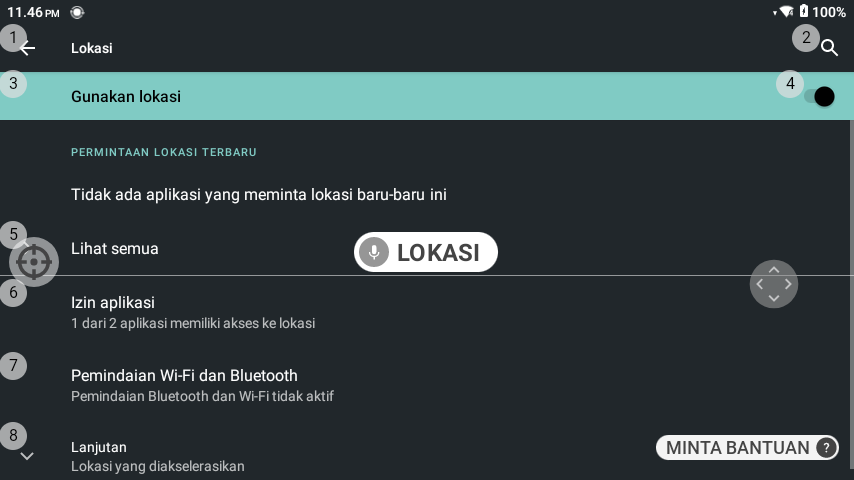 11.46 PM
100%
1
Lokasi
2
3
Gunakan lokasi
4
PERMINTAAN LOKASI TERBARU
Tidak ada aplikasi yang meminta lokasi baru-baru ini
5
Lihat semua
LOKASI
6
Izin aplikasi
1 dari 2 aplikasi memiliki akses ke lokasi
7
Pemindaian Wi-Fi dan Bluetooth
Pemindaian Bluetooth dan Wi-Fi tidak aktif
8
Lanjutan
Lokasi yang diakselerasikan
MINTA BANTUAN ?